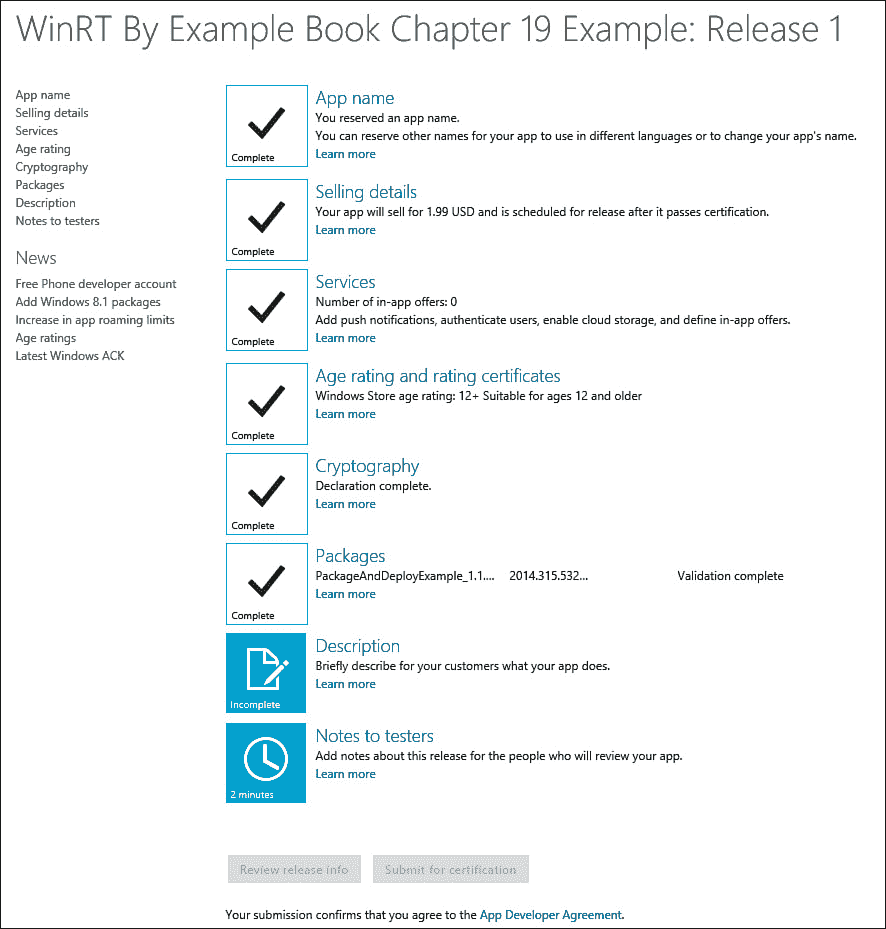 WinRT By Example Book Chapter 19 Example: Release 1
App name
Selling details
Services
Age rating
Cryptography
Packages
Description
Notes to testers
News
Free Phone developer account
Add Windows 8.1 packages
Increase in app roaming limits
Age ratings
Latest Windows ACK
Complete
App name
You reserved an app name.
You can reserve other names for your app to use in different languages or to change your app's name.
Learn more
Complete
Selling details
Your app will sell for 1.99 USD and is scheduled for release after it passes certification.
Learn more
Complete
Services
Number of in-app offers: 0
Add push notifications, authenticate users, enable cloud storage, and define in-app offers.
Learn more
Complete
Age rating and rating certificates
Windows Store age rating: 12+ Suitable for ages 12 and older
Learn more
Complete
Cryptography
Declaration complete.
Learn more
Complete
Packages
PackageAndDeployExample_1.1.... 2014.315.532... Validation complete
Learn more
Incomplete
Description
Briefly describe for your customers what your app does.
Learn more
2 minutes
Notes to testers
Add notes about this release for the people who will review your app.
Learn more
Review release info Submit for certification
Your submission confirms that you agree to the App Developer Agreement.